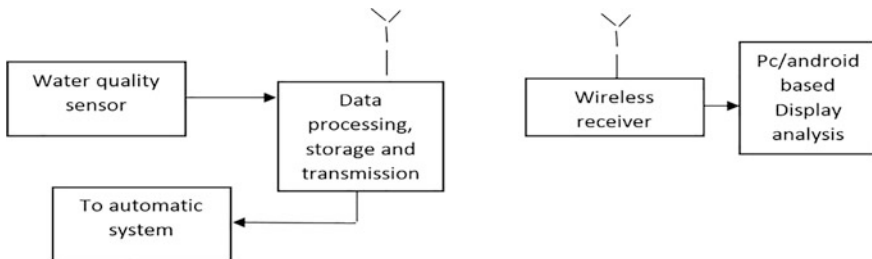 Water quality
sensor
Data
processing,
storage and
transmission
To automatic
system
Wireless
receiver
Pc/android
based
Display
analysis